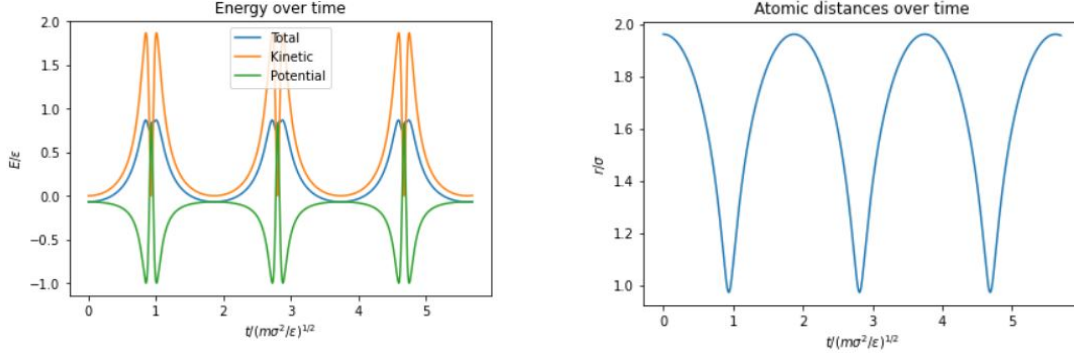 Energy over time
Total
Kinetic
Potential
2.0
1.5
1.0
0.5
0.0
−0.5
−1.0
E/ε
0 1 2 3 4 5
t/(mσ²/ε)^{1/2}
Atomic distances over time
2.0
1.8
1.6
1.4
1.2
1.0
r/σ
0 1 2 3 4 5
t/(mσ²/ε)^{1/2}